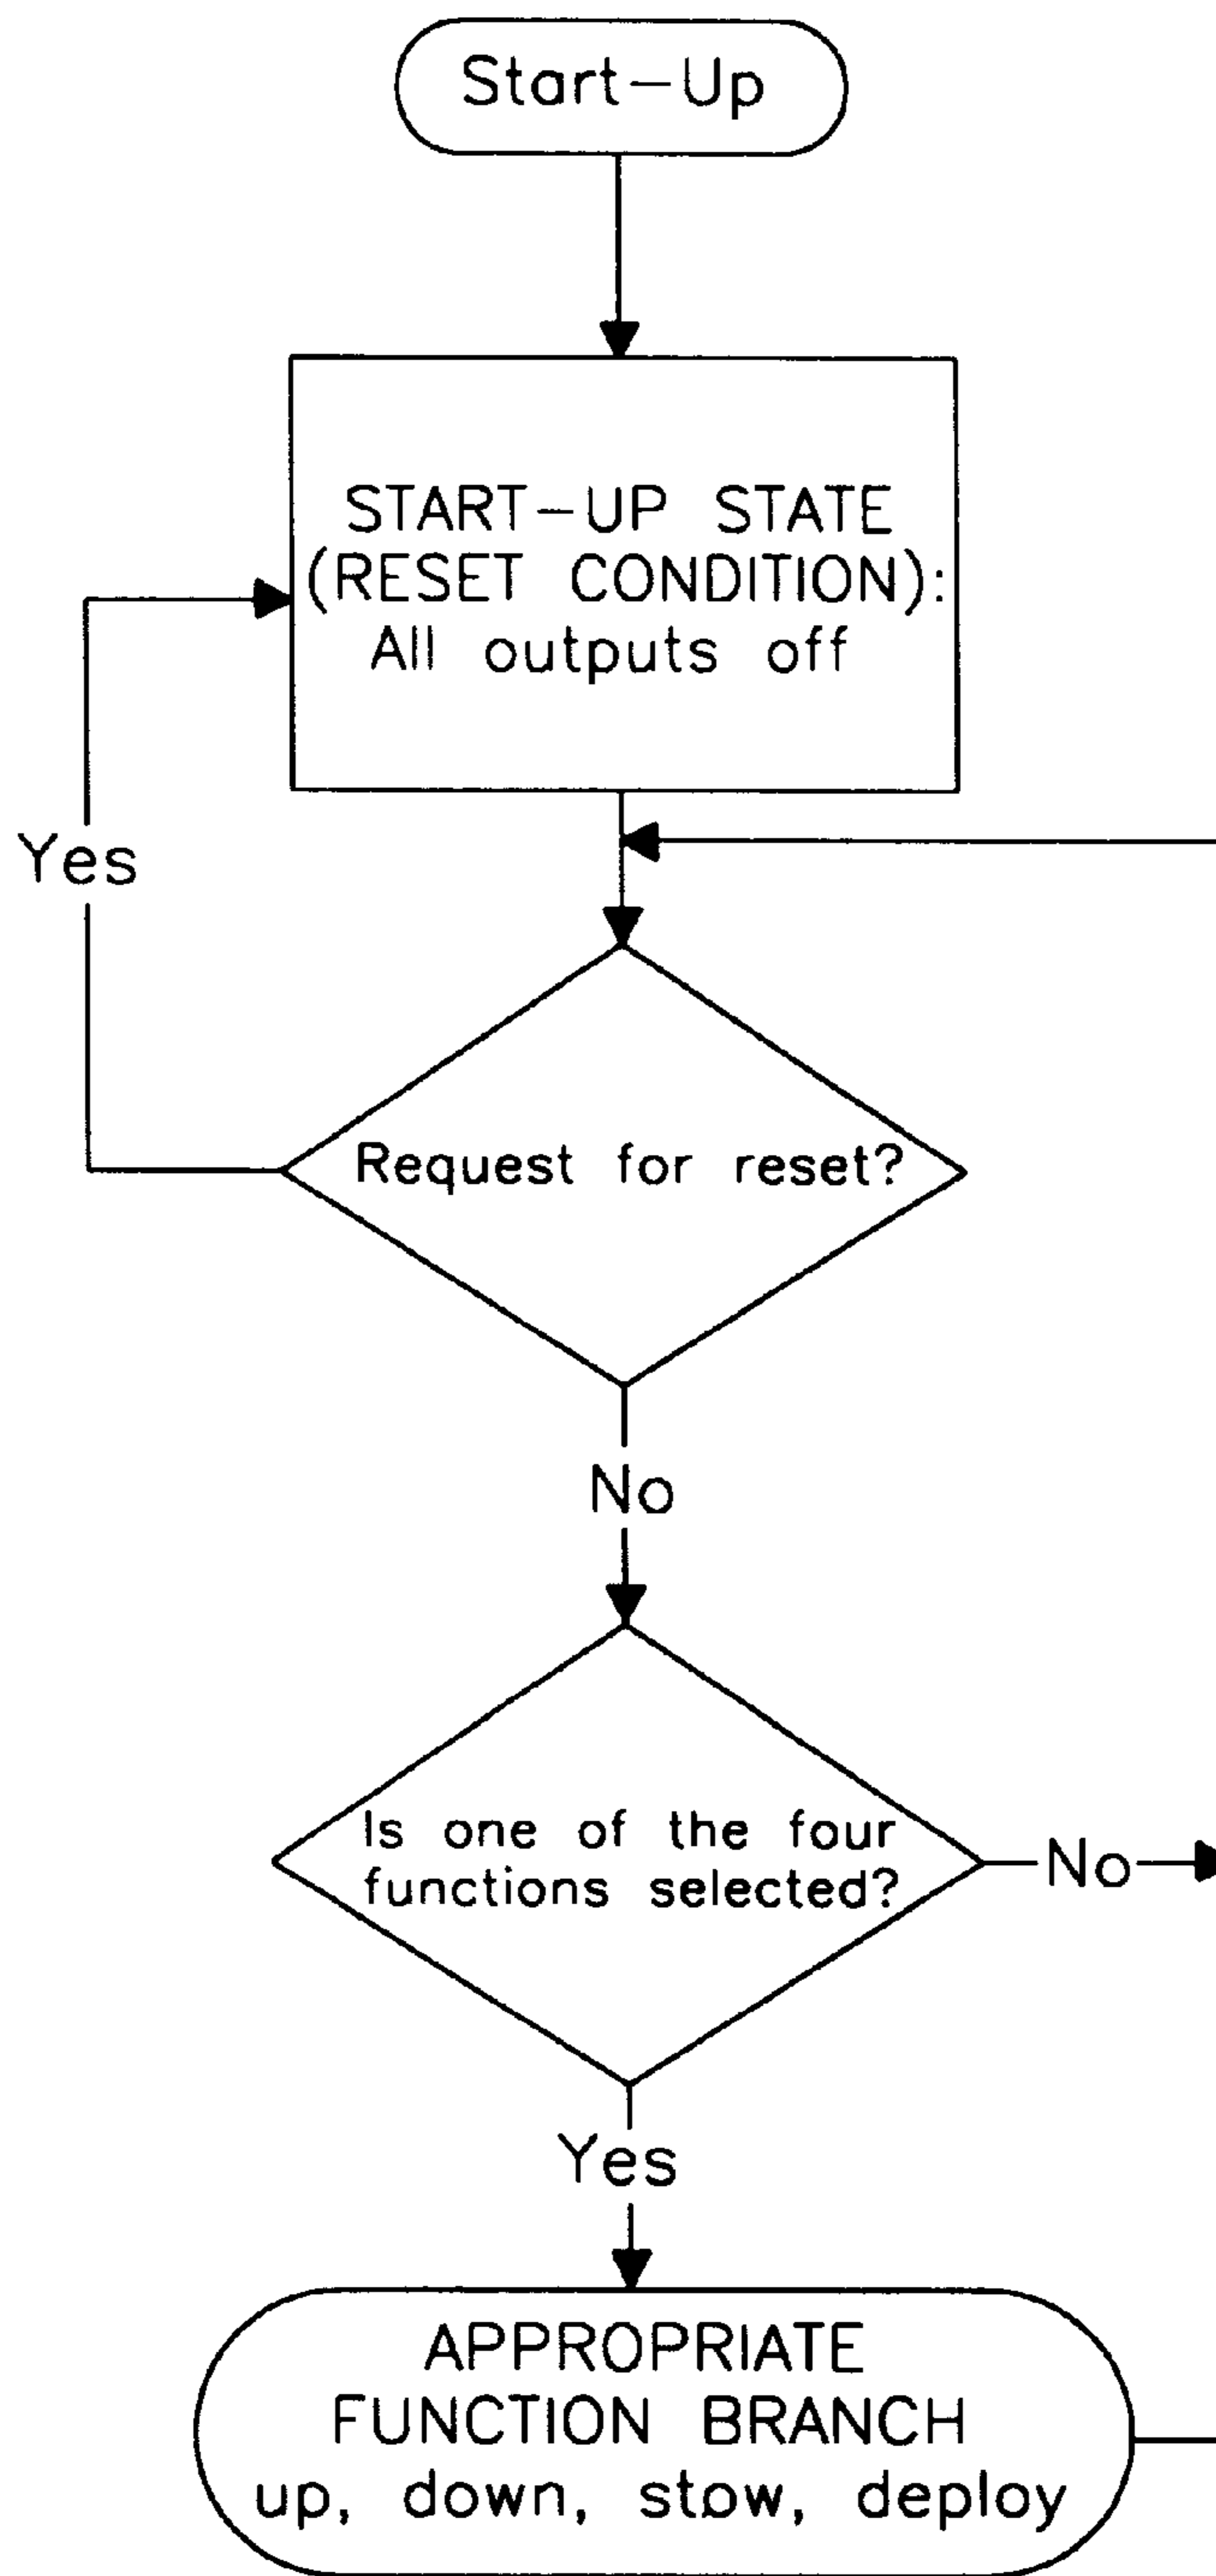 Start-Up
START-UP STATE
(RESET CONDITION):
All outputs off
Yes
Request for reset?
No
Is one of the four
functions selected?
No
Yes
APPROPRIATE
FUNCTION BRANCH
up, down, stow, deploy